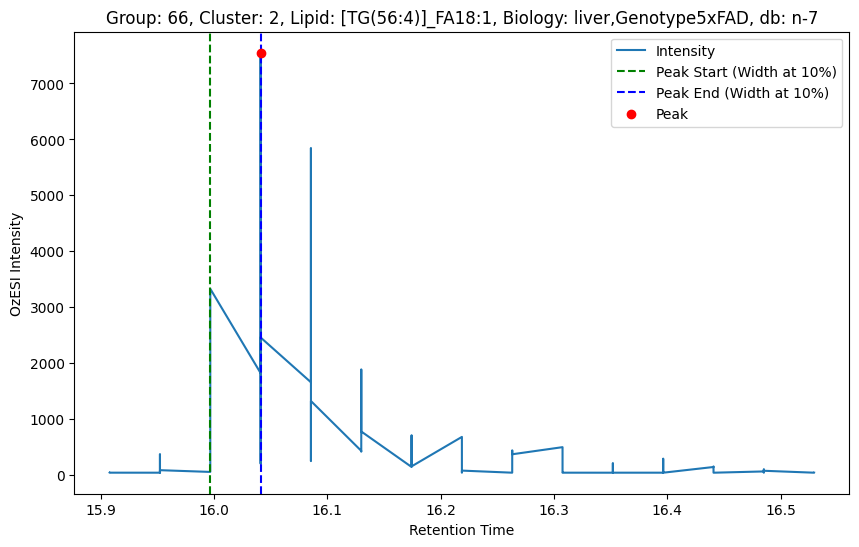 Group: 66, Cluster: 2, Lipid: [TG(56:4)]_FA18:1, Biology: liver,Genotype5xFAD, db: n-7
Intensity
Peak Start (Width at 10%)
Peak End (Width at 10%)
Peak
OzESI Intensity
7000
6000
5000
4000
3000
2000
1000
0
15.9
16.0
16.1
16.2
16.3
16.4
16.5
Retention Time